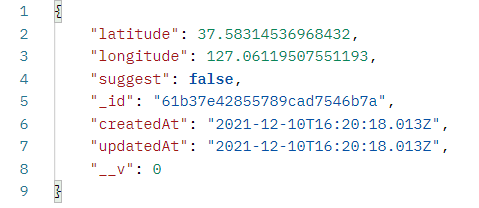 1 {
2 "latitude": 37.58314536968432,
3 "longitude": 127.06119507551193,
4 "suggest": false,
5 "_id": "61b37e42855789cad7546b7a",
6 "createdAt": "2021-12-10T16:20:18.013Z",
7 "updatedAt": "2021-12-10T16:20:18.013Z",
8 "__v": 0
9 }